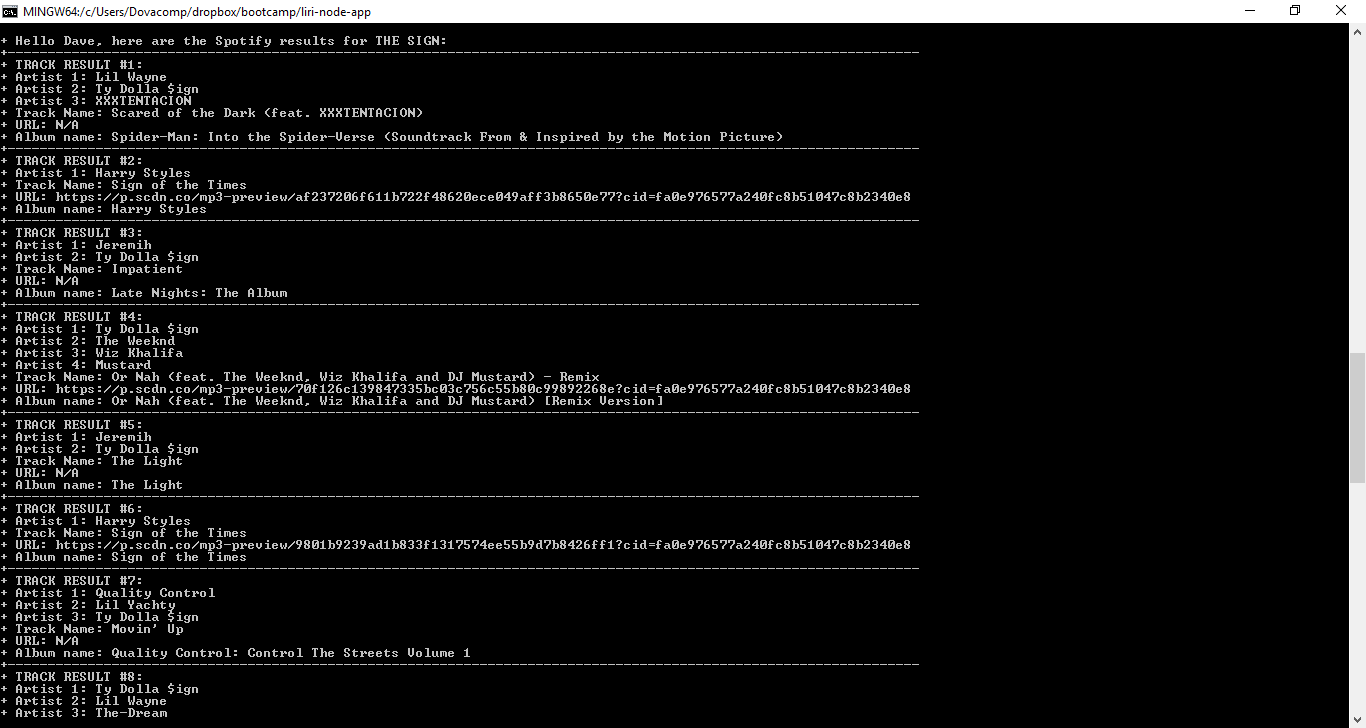 MINGW64:/c/Users/Dovacomp/dropbox/bootcamp/liri-node-app
+ Hello Dave, here are the Spotify results for THE SIGN:
+------------------------------------------------------------------------------------------------------------------
+ TRACK RESULT #1:
+ Artist 1: Lil Wayne
+ Artist 2: Ty Dolla $ign
+ Artist 3: XXXTENTACION
+ Track Name: Scared of the Dark (feat. XXXTENTACION)
+ URL: N/A
+ Album name: Spider-Man: Into the Spider-Verse (Soundtrack From & Inspired by the Motion Picture)
+------------------------------------------------------------------------------------------------------------------
+ TRACK RESULT #2:
+ Artist 1: Harry Styles
+ Track Name: Sign of the Times
+ URL: https://p.scdn.co/mp3-preview/af237206f611b722f48620ece049aff3b8650e77?cid=fa0e976577a240fc8b51047c8b2340e8
+ Album name: Harry Styles
+------------------------------------------------------------------------------------------------------------------
+ TRACK RESULT #3:
+ Artist 1: Jeremih
+ Artist 2: Ty Dolla $ign
+ Track Name: Impatient
+ URL: N/A
+ Album name: Late Nights: The Album
+------------------------------------------------------------------------------------------------------------------
+ TRACK RESULT #4:
+ Artist 1: Ty Dolla $ign
+ Artist 2: The Weeknd
+ Artist 3: Wiz Khalifa
+ Artist 4: Mustard
+ Track Name: Or Nah (feat. The Weeknd, Wiz Khalifa and DJ Mustard) - Remix
+ URL: https://p.scdn.co/mp3-preview/70f126c139847335bc03c756c55b80c99892268e?cid=fa0e976577a240fc8b51047c8b2340e8
+ Album name: Or Nah (feat. The Weeknd, Wiz Khalifa and DJ Mustard) [Remix Version]
+------------------------------------------------------------------------------------------------------------------
+ TRACK RESULT #5:
+ Artist 1: Jeremih
+ Artist 2: Ty Dolla $ign
+ Track Name: The Light
+ URL: N/A
+ Album name: The Light
+------------------------------------------------------------------------------------------------------------------
+ TRACK RESULT #6:
+ Artist 1: Harry Styles
+ Track Name: Sign of the Times
+ URL: https://p.scdn.co/mp3-preview/9801b9239ad1b833f1317574ee55b9d7b8426ff1?cid=fa0e976577a240fc8b51047c8b2340e8
+ Album name: Sign of the Times
+------------------------------------------------------------------------------------------------------------------
+ TRACK RESULT #7:
+ Artist 1: Quality Control
+ Artist 2: Lil Yachty
+ Artist 3: Ty Dolla $ign
+ Track Name: Movin' Up
+ URL: N/A
+ Album name: Quality Control: Control The Streets Volume 1
+------------------------------------------------------------------------------------------------------------------
+ TRACK RESULT #8:
+ Artist 1: Ty Dolla $ign
+ Artist 2: Lil Wayne
+ Artist 3: The-Dream